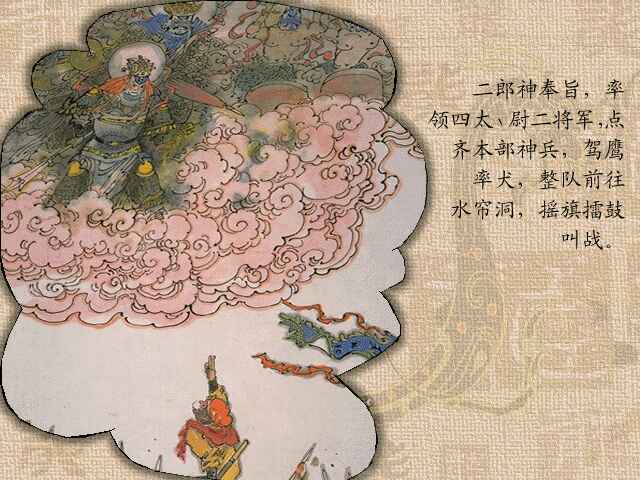 二郎神奉旨，率
领四太、尉二将军，点
齐本部神兵，驾鹰
率犬，整队前往
水帘洞，摇旗擂鼓
叫战。